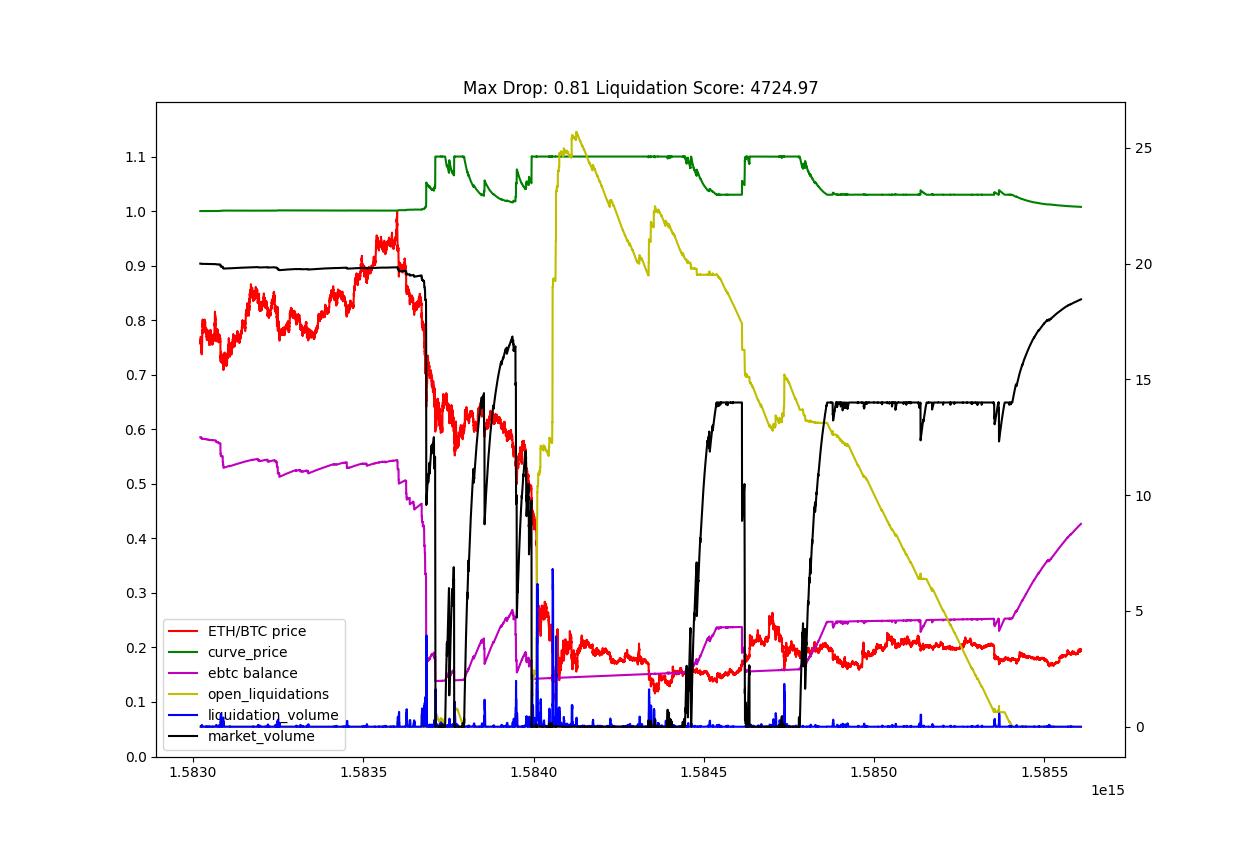 Max Drop: 0.81 Liquidation Score: 4724.97
1.1
1.0
0.9
0.8
0.7
0.6
0.5
0.4
0.3
0.2
0.1
0.0
25
20
15
10
5
0
ETH/BTC price
curve_price
ebtc balance
open_liquidations
liquidation_volume
market_volume
1.5830 1.5835 1.5840 1.5845 1.5850 1.5855
1e15